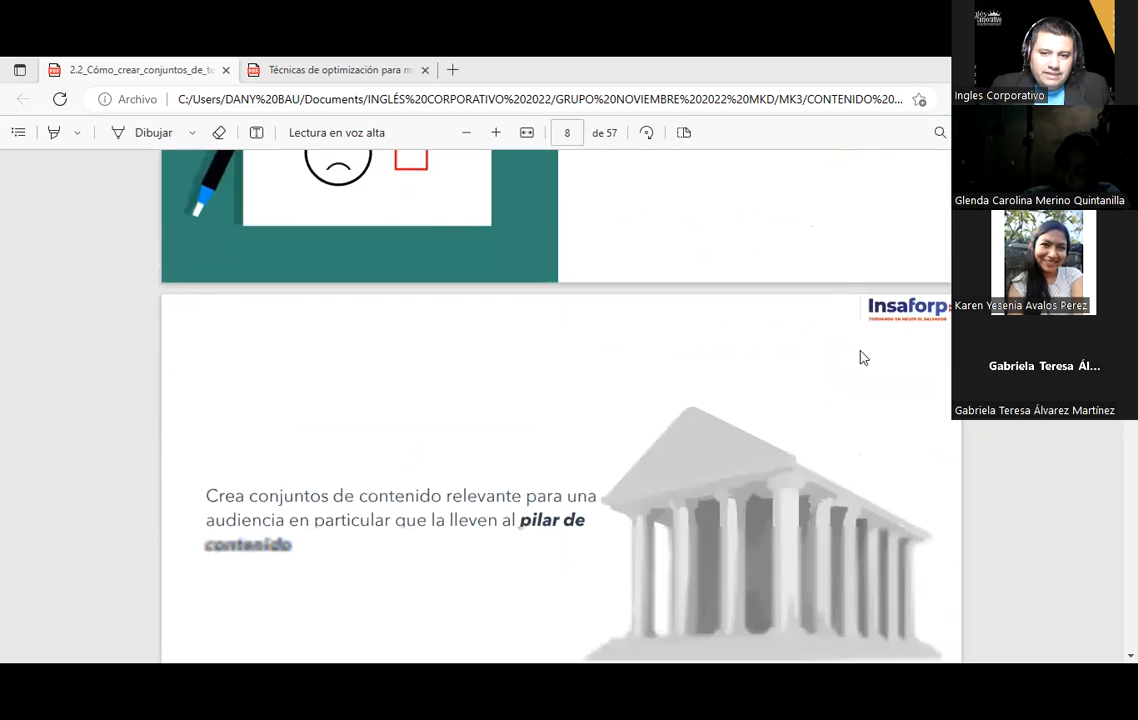 2.2_Cómo_crear_conjuntos_de_te
Técnicas de optimización para m
Archivo
C:/Users/DANY%20BAU/Documents/INGLÉS%20CORPORATIVO%202022/GRUPO%20NOVIEMBRE%202022%20MKD/MK3/CONTENIDO%20...
Dibujar
Lectura en voz alta
8
de 57
Insaforp
Crea conjuntos de contenido relevante para una
audiencia en particular que la lleven al pilar de
contenido
Ingles Corporativo
Glenda Carolina Merino Quintanilla
Karen Yesenia Avalos Perez
Gabriela Teresa Ál...
Gabriela Teresa Álvarez Martínez